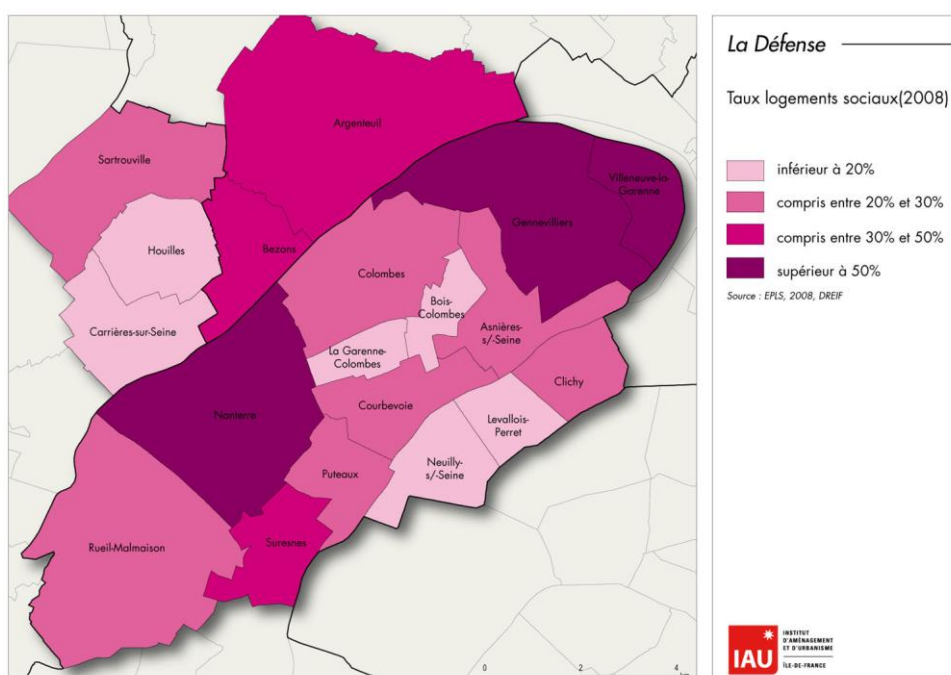 La Défense
Taux logements sociaux(2008)
inférieur à 20%
compris entre 20% et 30%
compris entre 30% et 50%
supérieur à 50%
Source : EPLS, 2008, DREIF
Argenteuil
Sartrouville
Villeneuve-la-
Garenne
Gennevilliers
Houilles
Bezons
Colombes
Bois-
Colombes
Carrières-sur-Seine
Asnières-
s/-Seine
La Garenne-
Colombes
Clichy
Nanterre
Courbevoie
Levallois-
Perret
Neuilly-
s/-Seine
Puteaux
Rueil-Malmaison
Suresnes
0 2 4
IAU
INSTITUT
D'AMÉNAGEMENT
ET D'URBANISME
ÎLE-DE-FRANCE